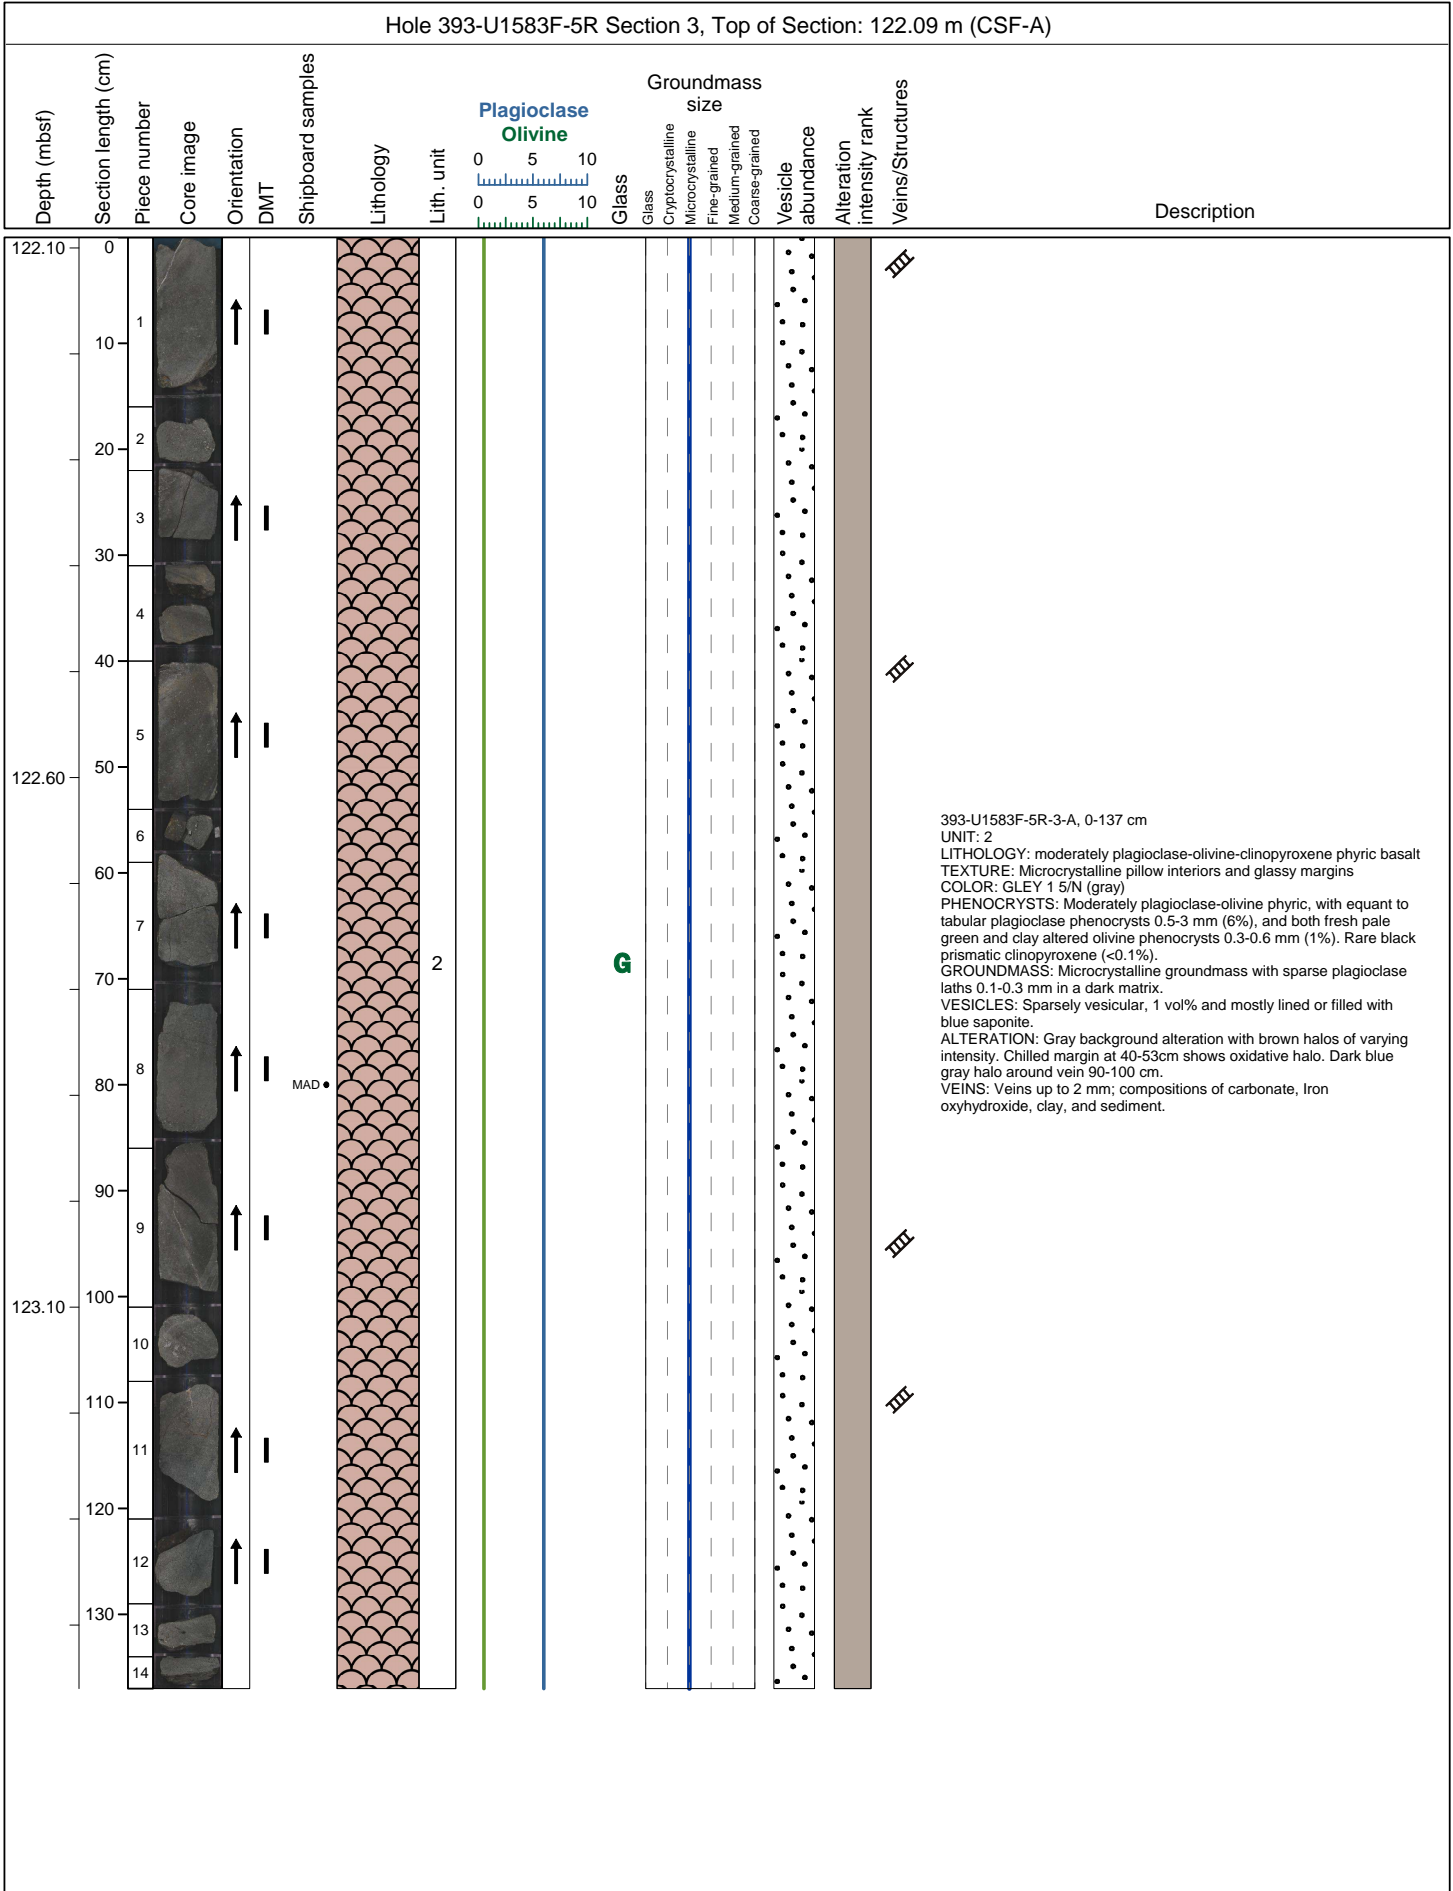 Hole 393-U1583F-5R Section 3, Top of Section: 122.09 m (CSF-A)
Depth (mbsf)
Section length (cm)
Piece number
Core image
Orientation
DMT
Shipboard samples
Lithology
Lith. unit
Plagioclase
Olivine
0 5 10
0 5 10
Glass
Groundmass
size
Glass
Cryptocrystalline
Microcrystalline
Fine-grained
Medium-grained
Coarse-grained
Vesicle
abundance
Alteration
intensity rank
Veins/Structures
Description
122.10
122.60
123.10
0
10
20
30
40
50
60
70
80
90
100
110
120
130
1
2
3
4
5
6
7
8
9
10
11
12
13
14
MAD
2
G
393-U1583F-5R-3-A, 0-137 cm
UNIT: 2
LITHOLOGY: moderately plagioclase-olivine-clinopyroxene phyric basalt
TEXTURE: Microcrystalline pillow interiors and glassy margins
COLOR: GLEY 1 5/N (gray)
PHENOCRYSTS: Moderately plagioclase-olivine phyric, with equant to
tabular plagioclase phenocrysts 0.5-3 mm (6%), and both fresh pale
green and clay altered olivine phenocrysts 0.3-0.6 mm (1%). Rare black
prismatic clinopyroxene (<0.1%).
GROUNDMASS: Microcrystalline groundmass with sparse plagioclase
laths 0.1-0.3 mm in a dark matrix.
VESICLES: Sparsely vesicular, 1 vol% and mostly lined or filled with
blue saponite.
ALTERATION: Gray background alteration with brown halos of varying
intensity. Chilled margin at 40-53cm shows oxidative halo. Dark blue
gray halo around vein 90-100 cm.
VEINS: Veins up to 2 mm; compositions of carbonate, Iron
oxyhydroxide, clay, and sediment.